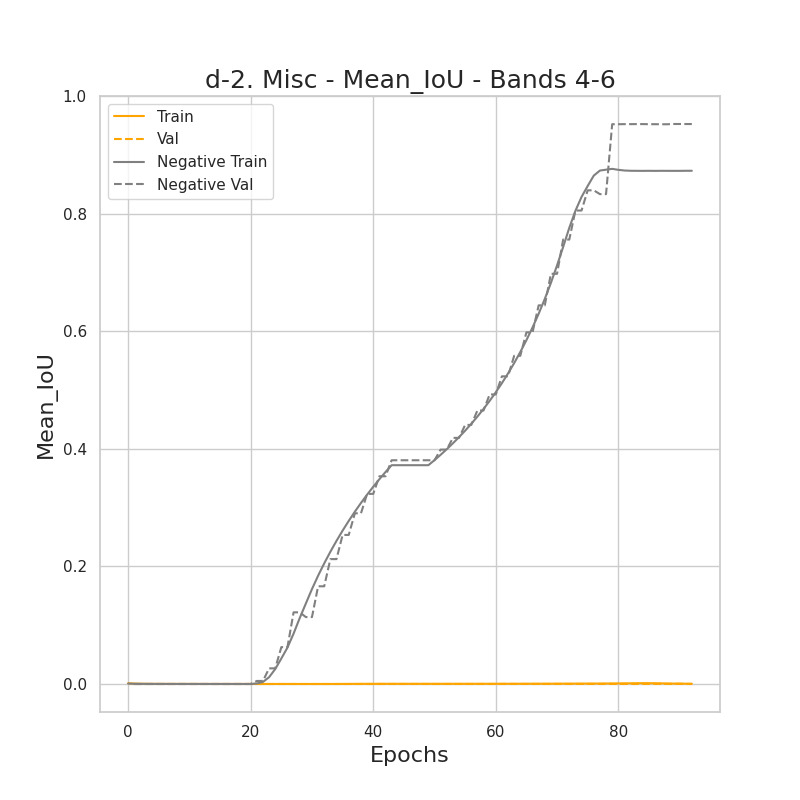 d-2. Misc - Mean_IoU - Bands 4-6
Train
Val
Negative Train
Negative Val
1.0
0.8
0.6
0.4
0.2
0.0
Mean_IoU
0
20
40
60
80
Epochs